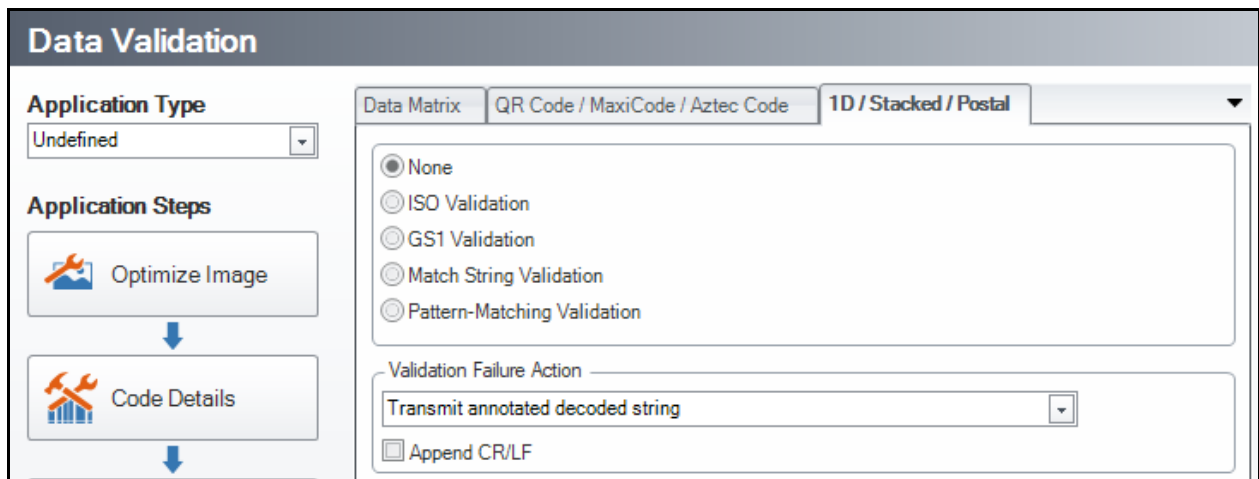 Data Validation
Application Type
Undefined
Application Steps
Optimize Image
Code Details
Data Matrix
QR Code / MaxiCode / Aztec Code
1D / Stacked / Postal
None
ISO Validation
GS1 Validation
Match String Validation
Pattern-Matching Validation
Validation Failure Action
Transmit annotated decoded string
Append CR/LF